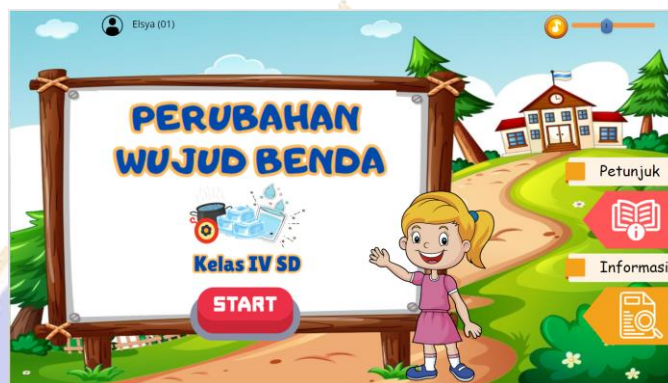 Elsya (01)
PERUBAHAN
WUJUD BENDA
Kelas IV SD
START
Petunjuk
Informasi